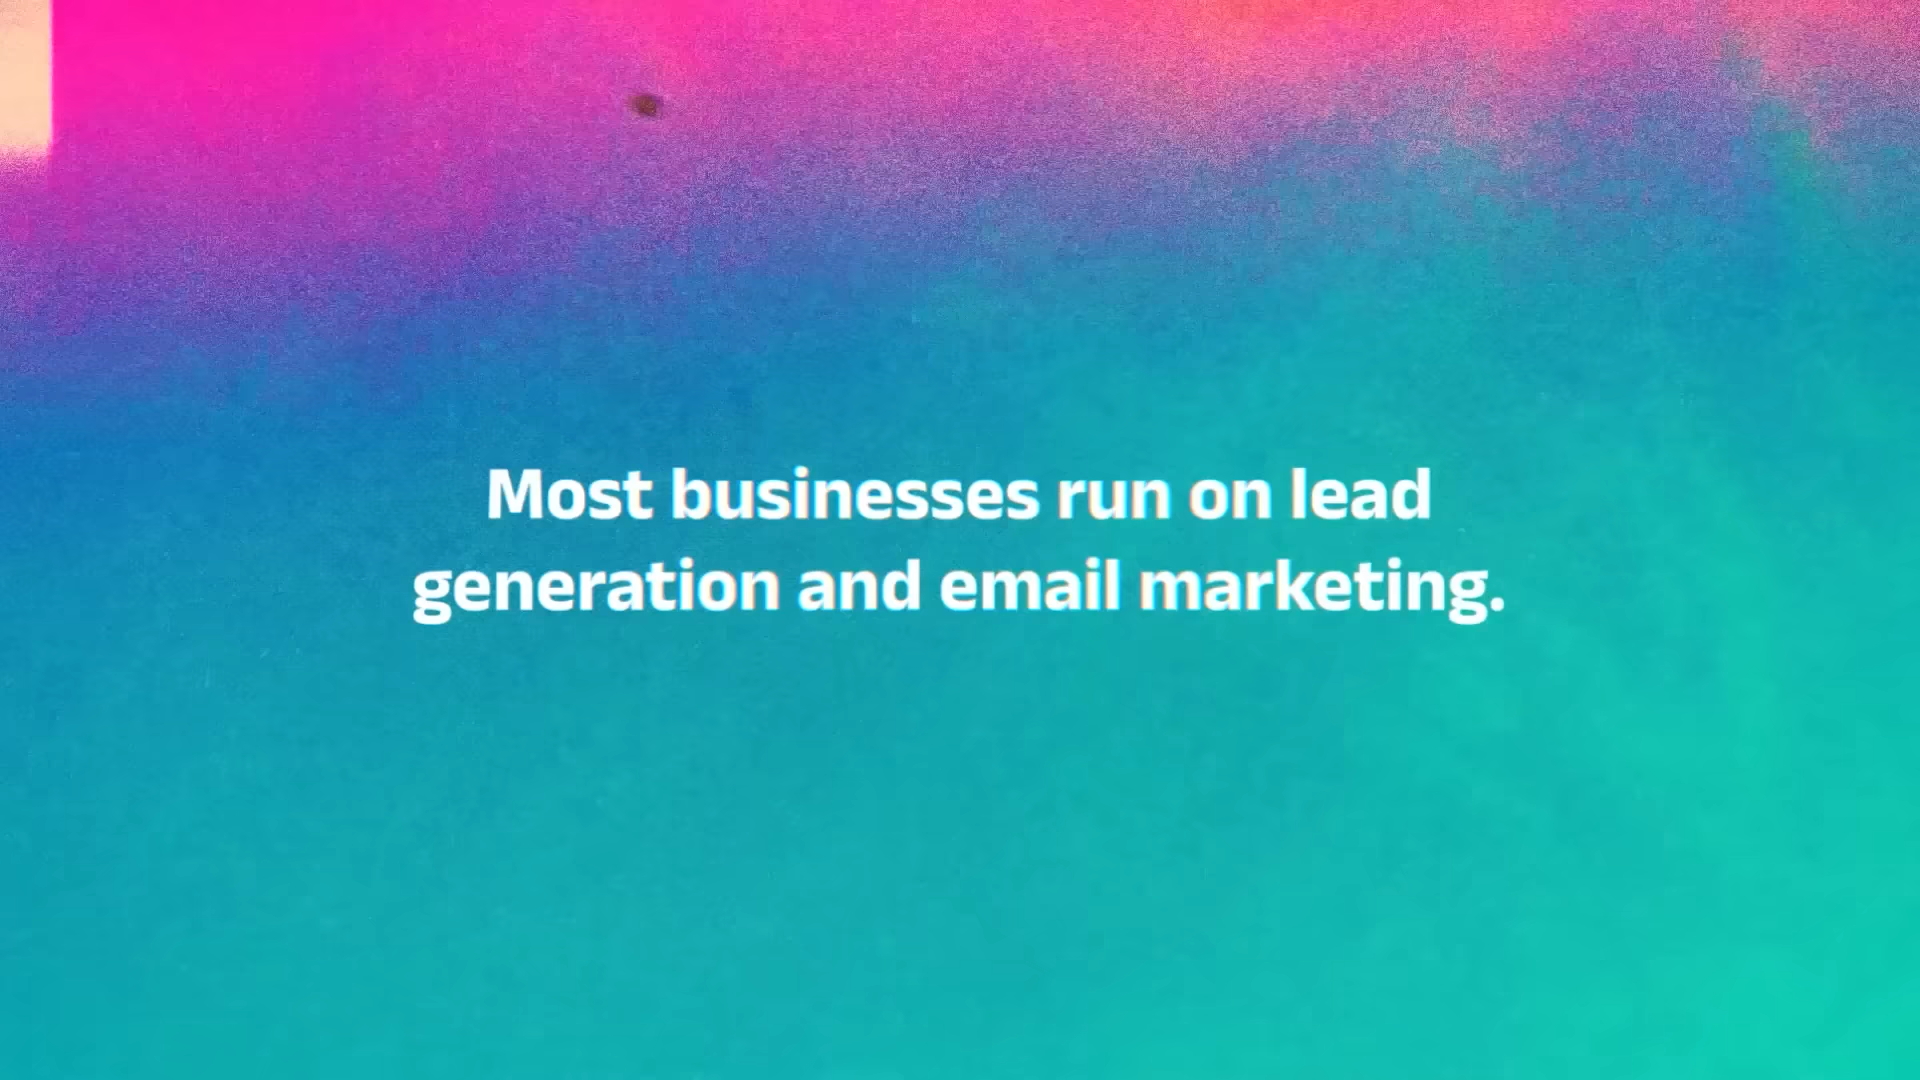 Most businesses run on lead
generation and email marketing.